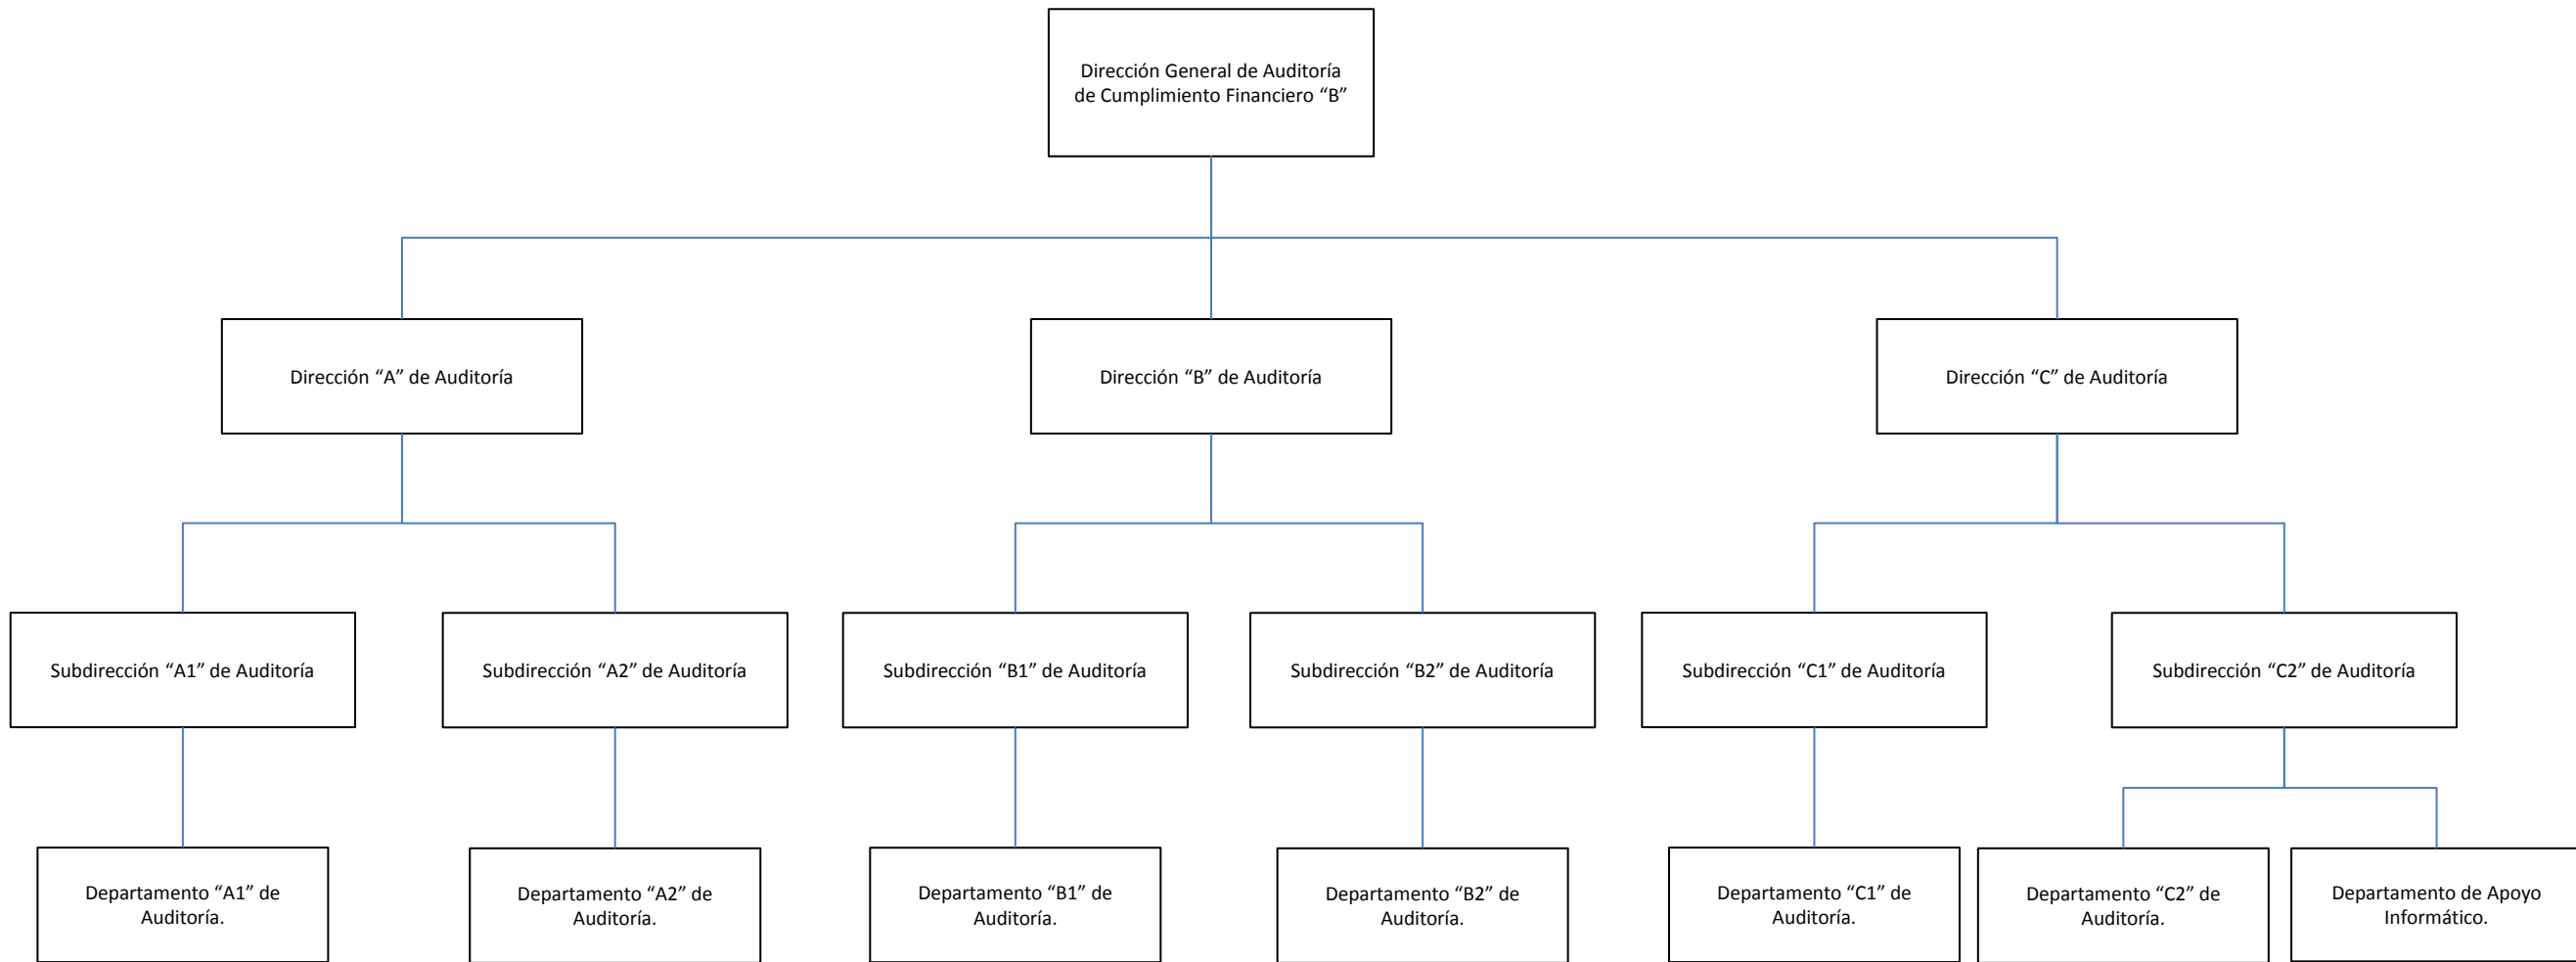 Dirección General de Auditoría
de Cumplimiento Financiero “B”
Dirección “A” de Auditoría
Dirección “B” de Auditoría
Dirección “C” de Auditoría
Subdirección “A1” de Auditoría
Subdirección “A2” de Auditoría
Subdirección “B1” de Auditoría
Subdirección “B2” de Auditoría
Subdirección “C1” de Auditoría
Subdirección “C2” de Auditoría
Departamento “A1” de
Auditoría.
Departamento “A2” de
Auditoría.
Departamento “B1” de
Auditoría.
Departamento “B2” de
Auditoría.
Departamento “C1” de
Auditoría.
Departamento “C2” de
Auditoría.
Departamento de Apoyo
Informático.